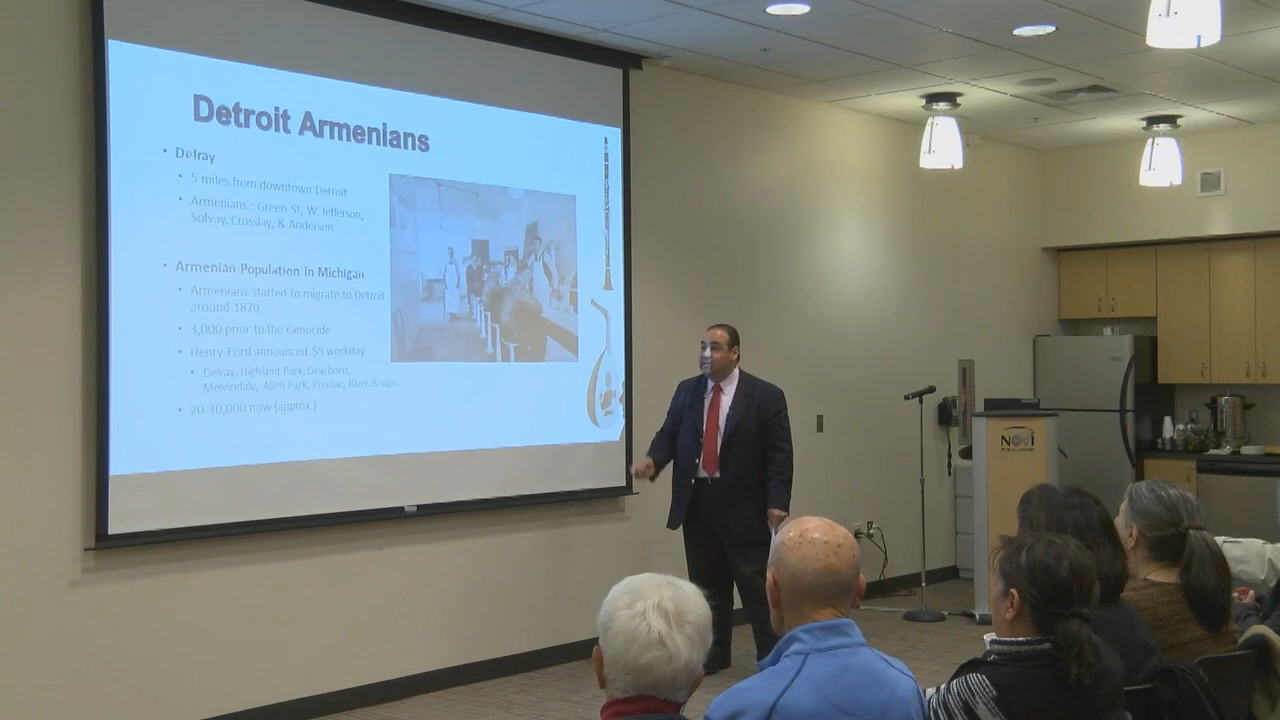 Detroit Armenians
• Delray
• 5 miles from downtown Detroit
• Armenians : Green St, W. Jefferson,
Solvay, Crossley, & Anderson
• Armenian Population in Michigan
• Armenians started to migrate to Detroit
around 1870.
• 3,000 prior to the Genocide
• Henry Ford announced $5 workday
• Delray, Highland Park, Dearborn,
Melvindale, Allen Park, Pontiac, River Rouge
• 20-30,000 now (approx.)
NOVI
PUBLIC LIBRARY